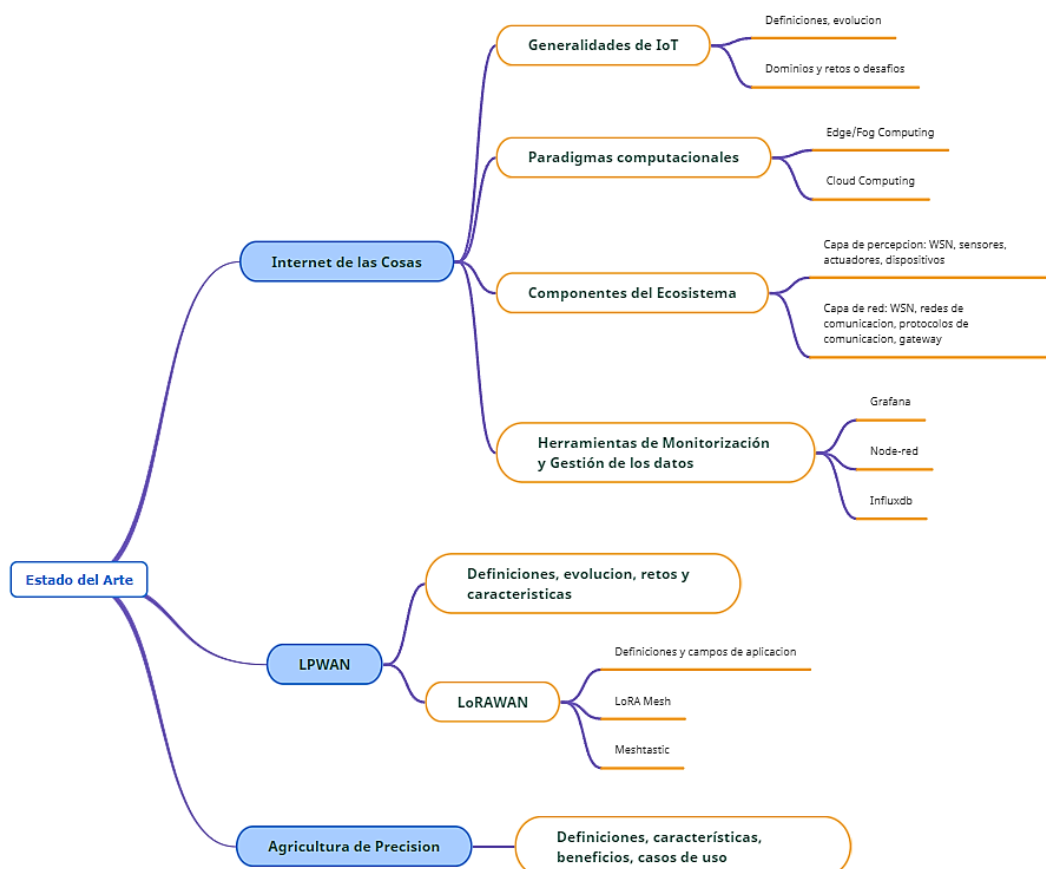 Estado del Arte
Internet de las Cosas
Generalidades de IoT
Definiciones, evolucion
Dominios y retos o desafios
Paradigmas computacionales
Edge/Fog Computing
Cloud Computing
Componentes del Ecosistema
Capa de percepcion: WSN, sensores,
actuadores, dispositivos
Capa de red: WSN, redes de
comunicacion, protocolos de
comunicacion, gateway
Herramientas de Monitorización
y Gestión de los datos
Grafana
Node-red
Influxdb
LPWAN
Definiciones, evolucion, retos y
caracteristicas
LoRAWAN
Definiciones y campos de aplicacion
LoRA Mesh
Meshtastic
Agricultura de Precision
Definiciones, característícas,
beneficios, casos de uso